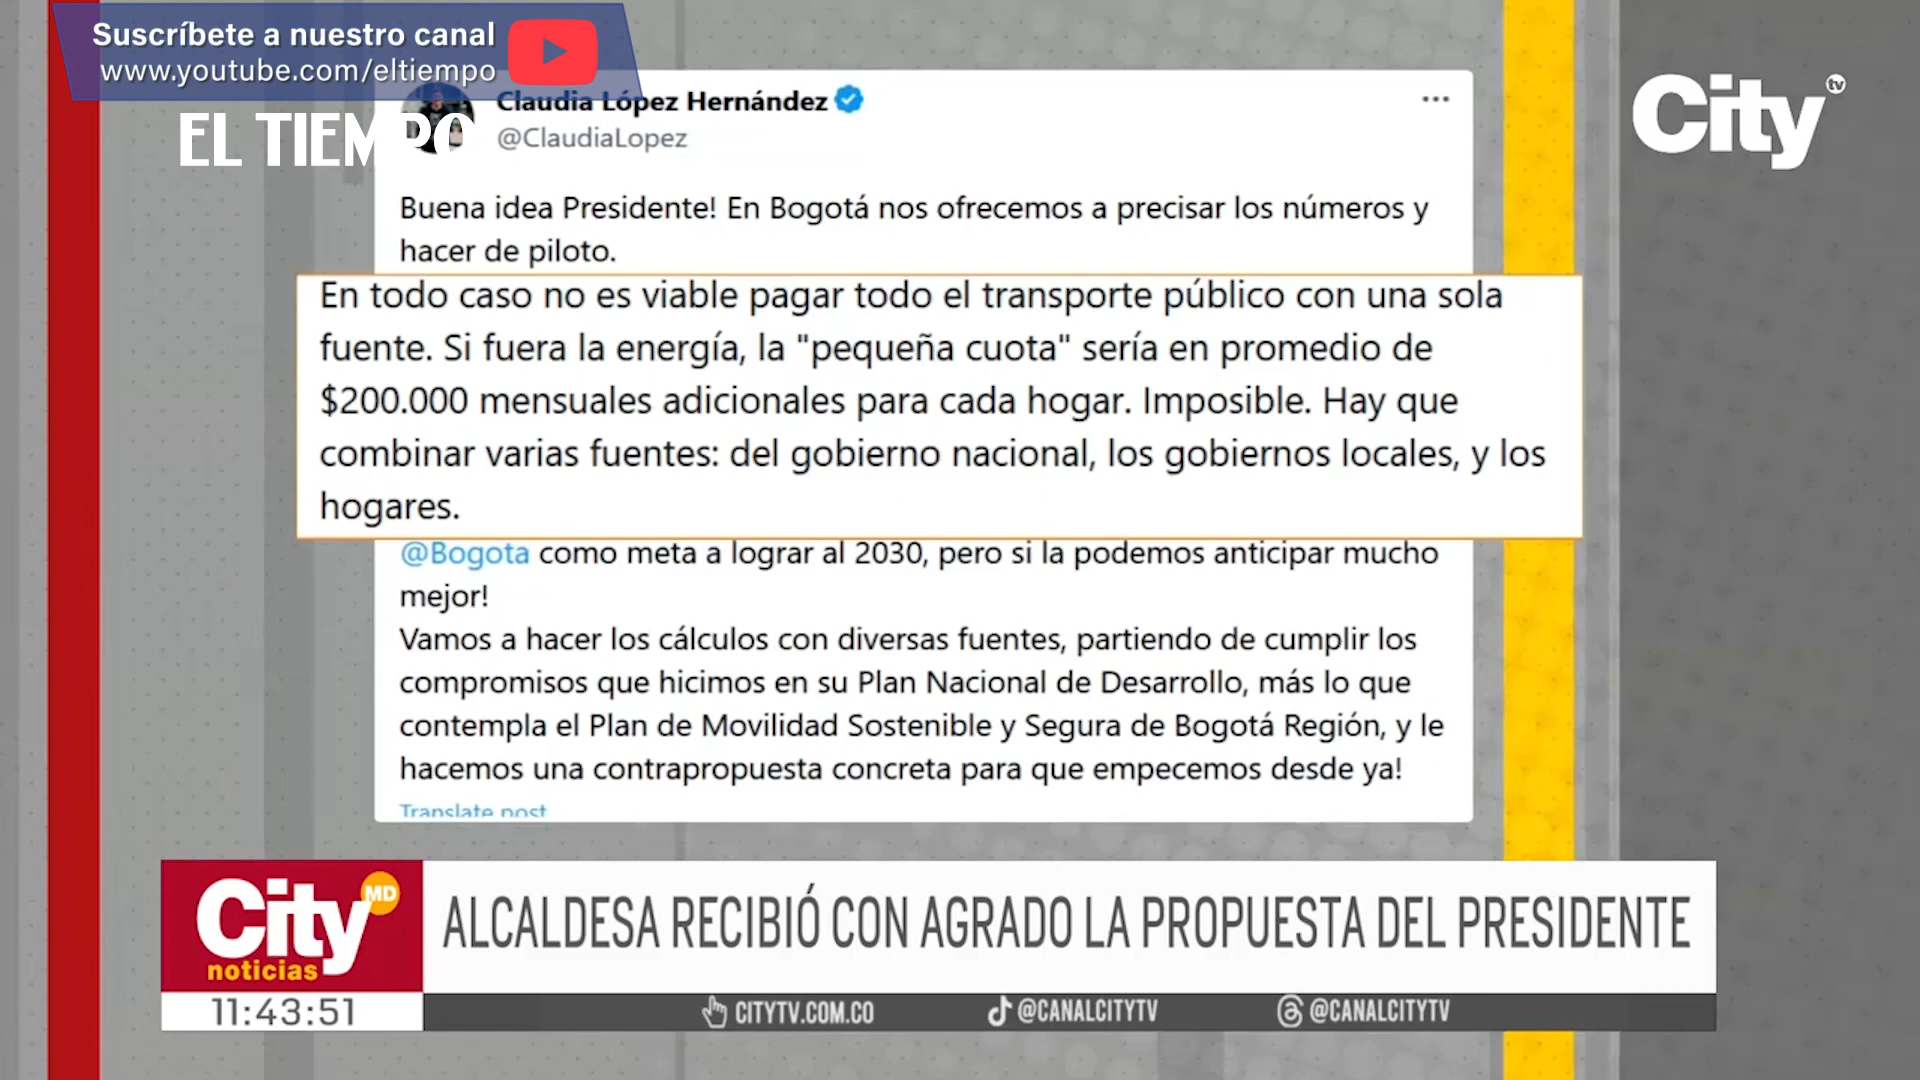 Suscríbete a nuestro canal
www.youtube.com/eltiempo
EL TIEMPO
City tv
Claudia López Hernández
@ClaudiaLopez
Buena idea Presidente! En Bogotá nos ofrecemos a precisar los números y
hacer de piloto.
En todo caso no es viable pagar todo el transporte público con una sola
fuente. Si fuera la energía, la "pequeña cuota" sería en promedio de
$200.000 mensuales adicionales para cada hogar. Imposible. Hay que
combinar varias fuentes: del gobierno nacional, los gobiernos locales, y los
hogares.
@Bogota como meta a lograr al 2030, pero si la podemos anticipar mucho
mejor!
Vamos a hacer los cálculos con diversas fuentes, partiendo de cumplir los
compromisos que hicimos en su Plan Nacional de Desarrollo, más lo que
contempla el Plan de Movilidad Sostenible y Segura de Bogotá Región, y le
hacemos una contrapropuesta concreta para que empecemos desde ya!
Translate post
City MD
noticias
ALCALDESA RECIBIÓ CON AGRADO LA PROPUESTA DEL PRESIDENTE
11:43:51
CITYTV.COM.CO
@CANALCITYTV
@CANALCITYTV